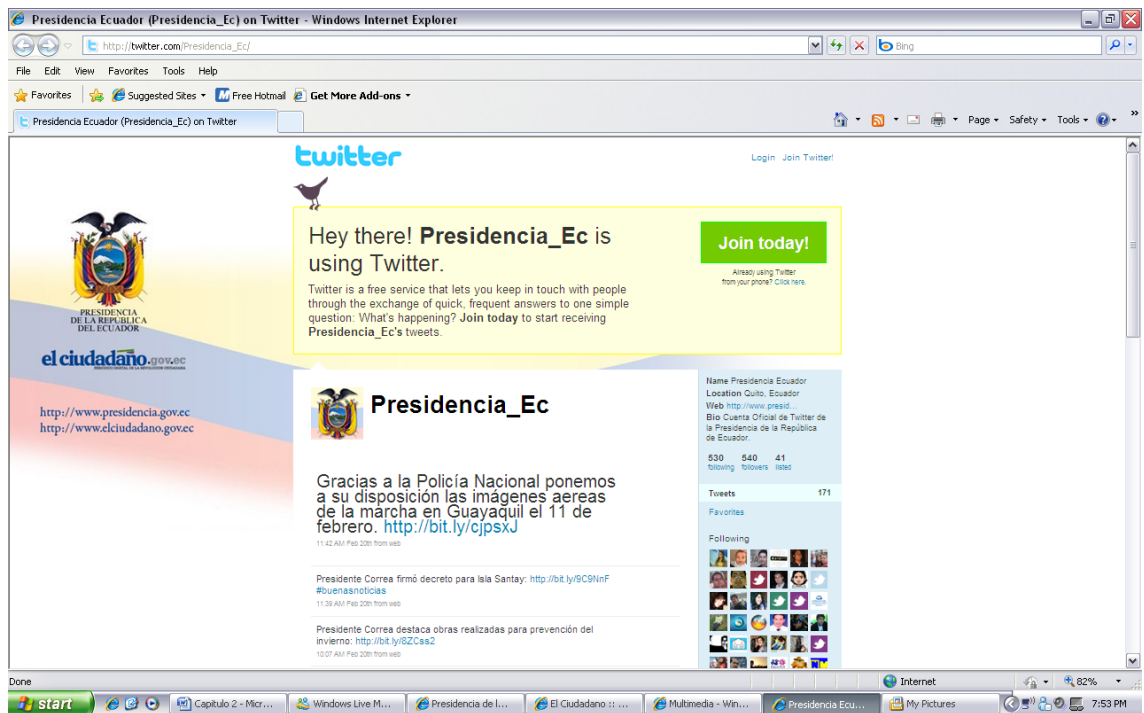 Presidencia Ecuador (Presidencia_Ec) on Twitter - Windows Internet Explorer
http://twitter.com/Presidencia_Ec/
Bing
File Edit View Favorites Tools Help
Favorites Suggested Sites Free Hotmail Get More Add-ons
Presidencia Ecuador (Presidencia_Ec) on Twitter
Page Safety Tools
twitter
Login Join Twitter!
PRESIDENCIA
DE LA REPÚBLICA
DEL ECUADOR
el ciudadano.gov.ec
http://www.presidencia.gov.ec
http://www.elciudadano.gov.ec
Hey there! Presidencia_Ec is
using Twitter.
Twitter is a free service that lets you keep in touch with people
through the exchange of quick, frequent answers to one simple
question: What's happening? Join today to start receiving
Presidencia_Ec's tweets.
Join today!
Already using Twitter
from your phone? Click here.
Presidencia_Ec
Gracias a la Policía Nacional ponemos
a su disposición las imágenes aereas
de la marcha en Guayaquil el 11 de
febrero. http://bit.ly/cjpsxJ
11:42 AM Feb 20th from web
Presidente Correa firmó decreto para Isla Santay: http://bit.ly/9C9NnF
#buenasnoticias
11:39 AM Feb 20th from web
Presidente Correa destaca obras realizadas para prevención del
invierno: http://bit.ly/8ZCss2
10:07 AM Feb 20th from web
Name Presidencia Ecuador
Location Quito, Ecuador
Web http://www.presid...
Bio Cuenta Oficial de Twitter de
la Presidencia de la República
de Ecuador.
530 540 41
following followers listed
Tweets 171
Favorites
Following
Done
Internet
82%
start
Capitulo 2 - Micr...
Windows Live M...
Presidencia de l...
El Ciudadano :: ...
Multimedia - Win...
Presidencia Ecu...
My Pictures
7:53 PM